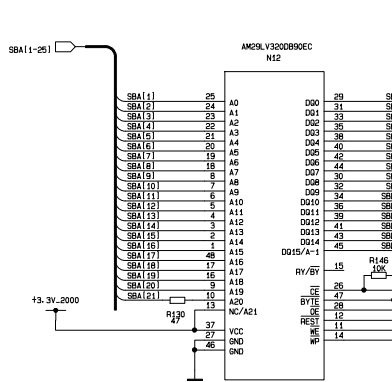 SBA[1-25]
AM29LV320DB90EC
N12
SBA[1] 25 A0 DQ0 29
SBA[2] 24 A1 DQ1 31
SBA[3] 23 A2 DQ2 33
SBA[4] 22 A3 DQ3 35
SBA[5] 21 A4 DQ4 38
SBA[6] 20 A5 DQ5 40
SBA[7] 19 A6 DQ6 42
SBA[8] 18 A7 DQ7 44
SBA[9] 8 A8 DQ8 30
SBA[10] 7 A9 DQ9 32
SBA[11] 6 A10 DQ10 34
SBA[12] 5 A11 DQ11 36
SBA[13] 4 A12 DQ12 39
SBA[14] 3 A13 DQ13 41
SBA[15] 2 A14 DQ14 43
SBA[16] 1 A15 DQ15/A-1 45
SBA[17] 48 A16
SBA[18] 17 A17 RY/BY 15
SBA[19] 16 A18
SBA[20] 9 A19 CE 26
SBA[21] 10 A20 BYTE 47
13 NC/A21 OE 28
REST 12
37 VCC WE 11
27 GND WP 14
46 GND
+3.3V_2000
R130
47
R146
10K